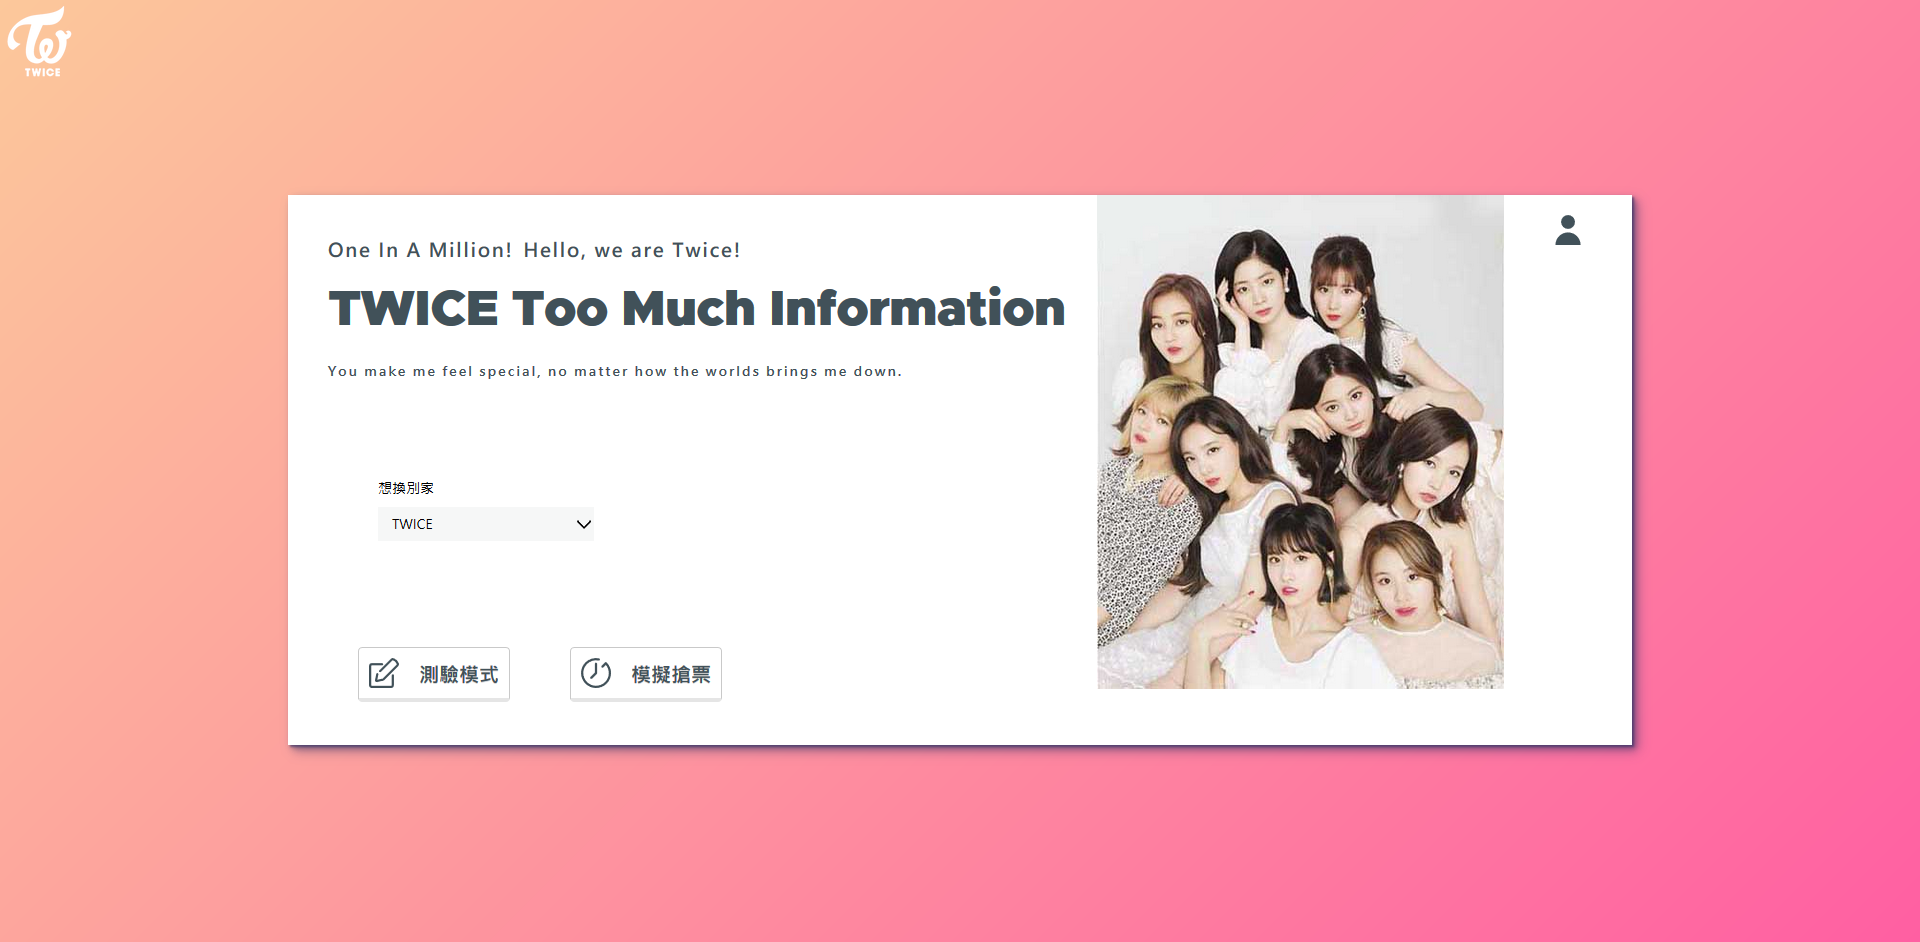 TWICE
One In A Million! Hello, we are Twice!
TWICE Too Much Information
You make me feel special, no matter how the worlds brings me down.
想換別家
TWICE
測驗模式
模擬搶票